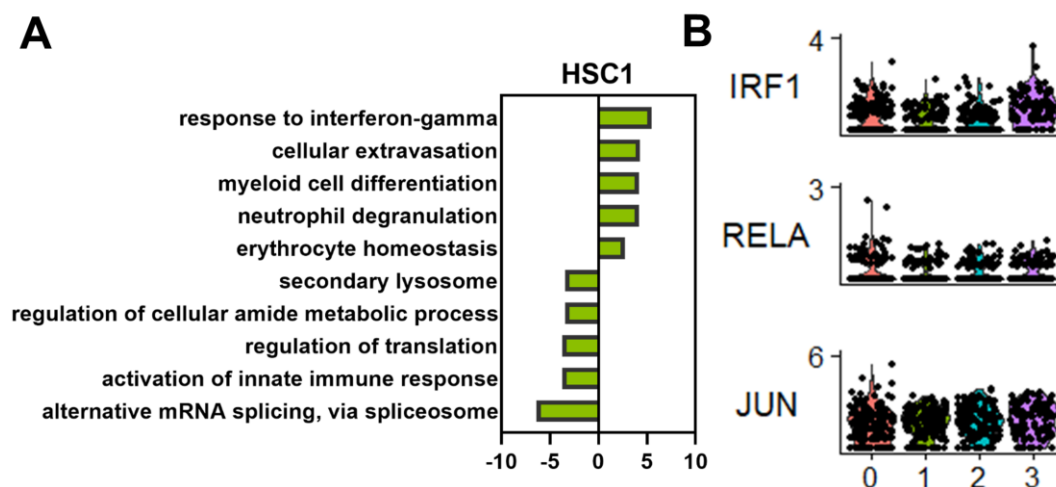 A
HSC1
response to interferon-gamma
cellular extravasation
myeloid cell differentiation
neutrophil degranulation
erythrocyte homeostasis
secondary lysosome
regulation of cellular amide metabolic process
regulation of translation
activation of innate immune response
alternative mRNA splicing, via spliceosome
-10 -5 0 5 10
B
4
IRF1
3
RELA
6
JUN
0 1 2 3